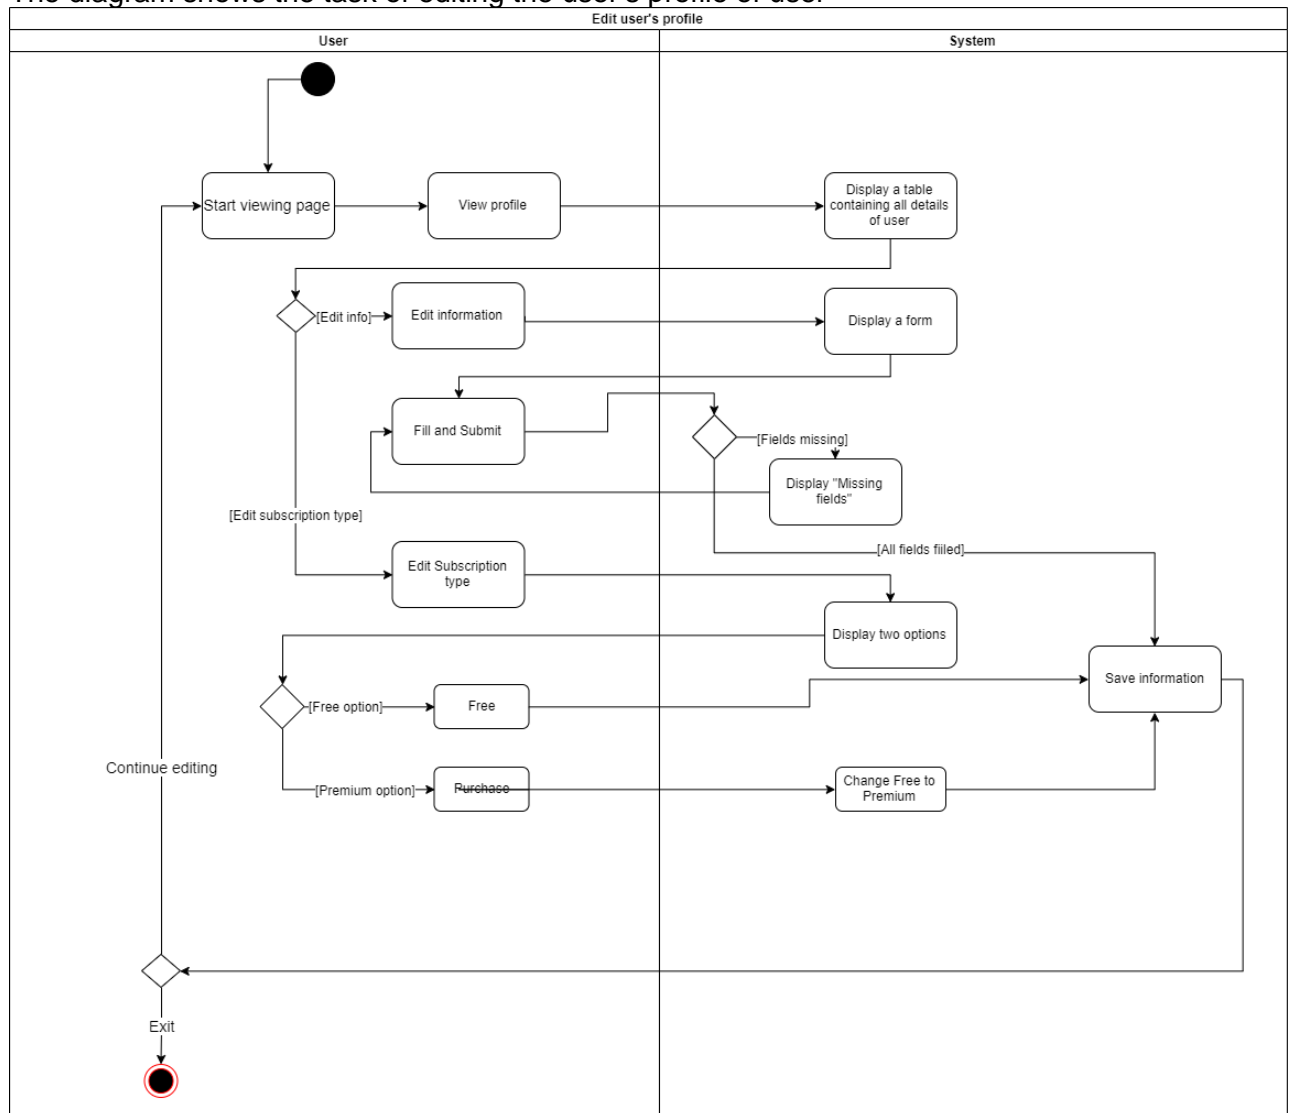 The diagram shows the task of editing the user's profile of user
Edit user's profile
User
System
Start viewing page
View profile
Display a table
containing all details
of user
[Edit info]
Edit information
Display a form
Fill and Submit
[Fields missing]
Display "Missing
fields"
[Edit subscription type]
[All fields fiiled]
Edit Subscription
type
Display two options
Save information
[Free option]
Free
Continue editing
[Premium option]
Purchase
Change Free to
Premium
Exit